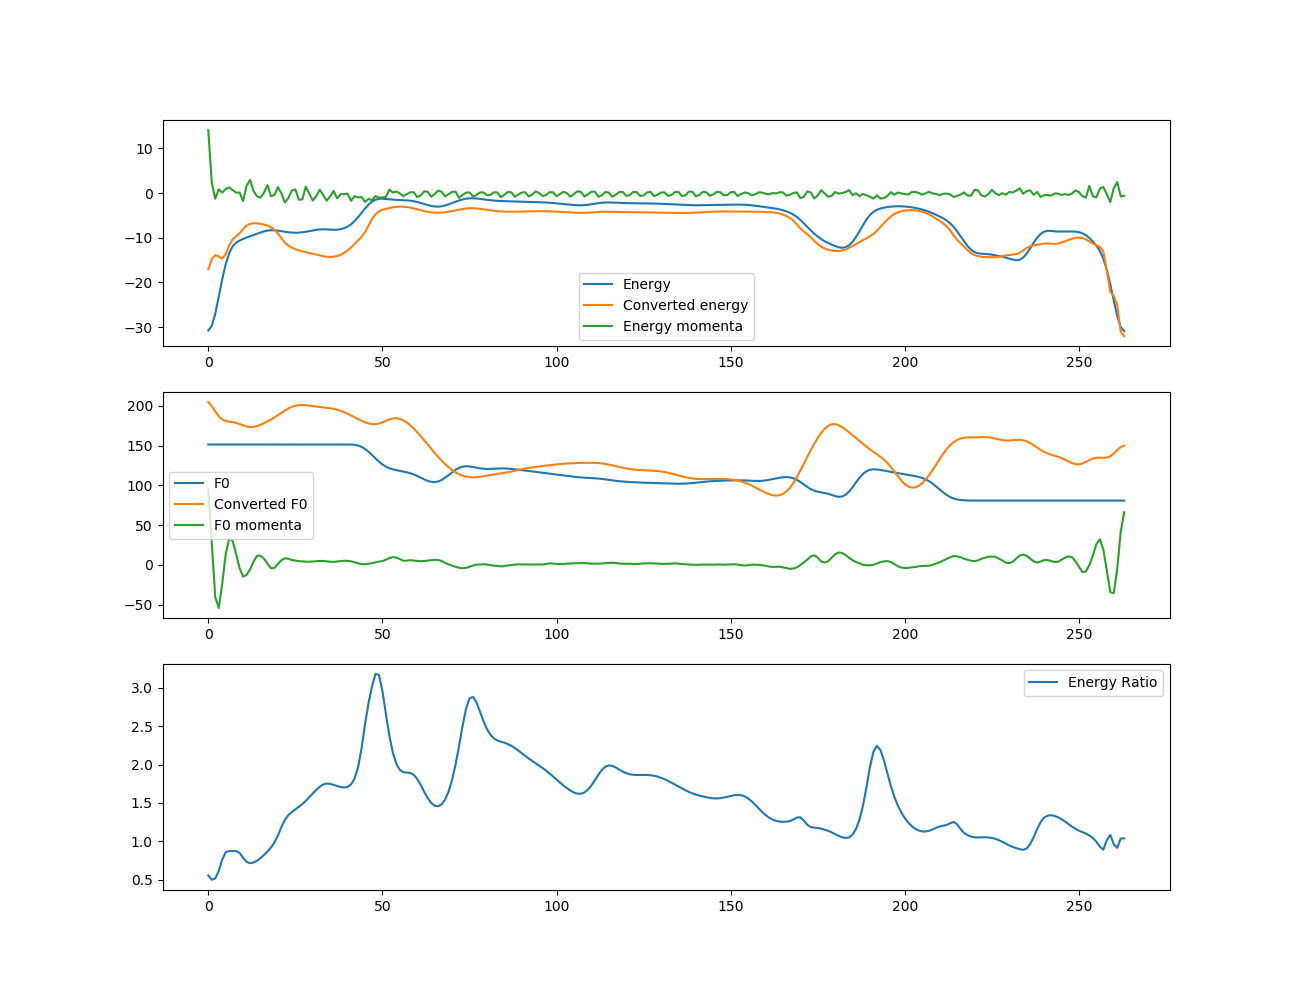 10
0
−10
−20
−30
Energy
Converted energy
Energy momenta
0 50 100 150 200 250
200
150
100
50
0
−50
F0
Converted F0
F0 momenta
0 50 100 150 200 250
3.0
2.5
2.0
1.5
1.0
0.5
Energy Ratio
0 50 100 150 200 250